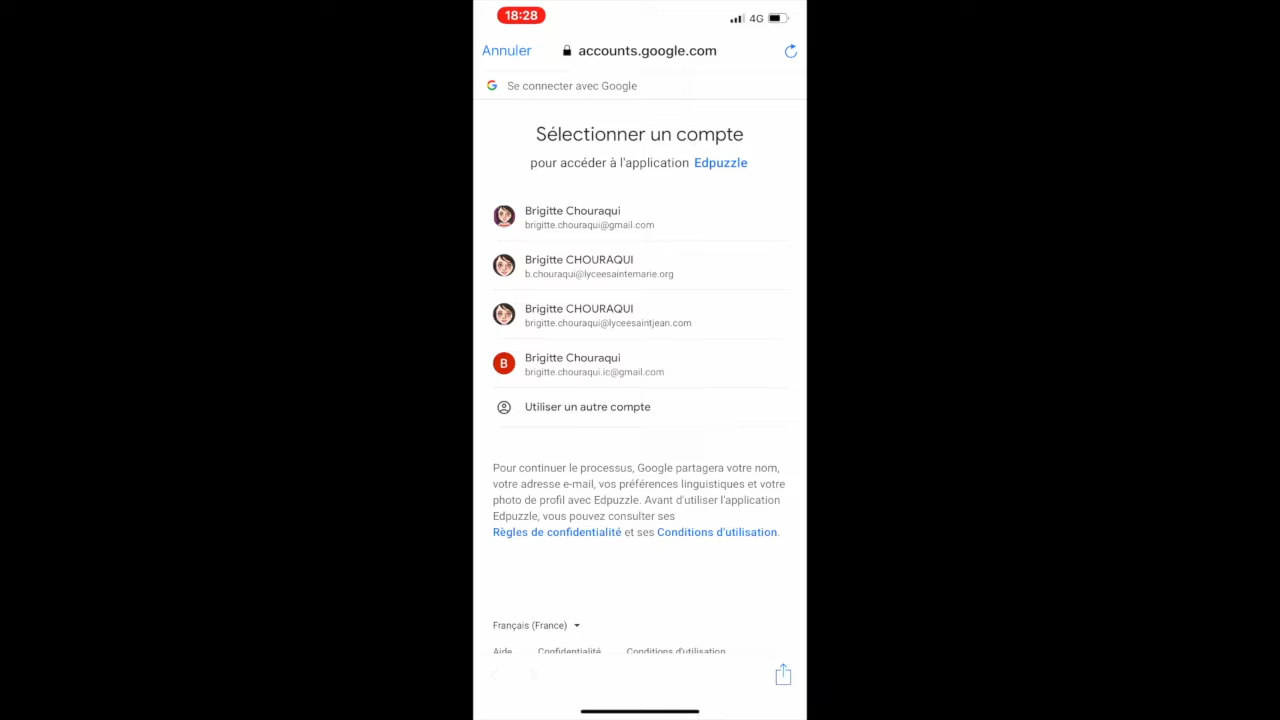 18:28
4G
Annuler
accounts.google.com
Se connecter avec Google
Sélectionner un compte
pour accéder à l'application Edpuzzle
Brigitte Chouraqui
brigitte.chouraqui@gmail.com
Brigitte CHOURAQUI
b.chouraqui@lyceesaintemarie.org
Brigitte CHOURAQUI
brigitte.chouraqui@lyceesaintjean.com
B
Brigitte Chouraqui
brigitte.chouraqui.ic@gmail.com
Utiliser un autre compte
Pour continuer le processus, Google partagera votre nom,
votre adresse e-mail, vos préférences linguistiques et votre
photo de profil avec Edpuzzle. Avant d'utiliser l'application
Edpuzzle, vous pouvez consulter ses
Règles de confidentialité et ses Conditions d'utilisation.
Français (France)
Aide Confidentialité Conditions d'utilisation